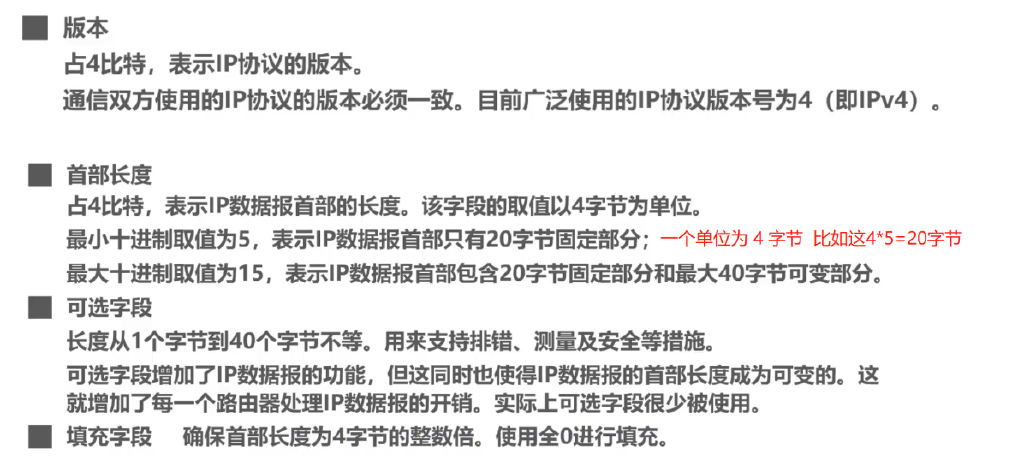 版本
占4比特，表示IP协议的版本。
通信双方使用的IP协议的版本必须一致。目前广泛使用的IP协议版本号为4（即IPv4）。
首部长度
占4比特，表示IP数据报首部的长度。该字段的取值以4字节为单位。
最小十进制取值为5，表示IP数据报首部只有20字节固定部分；一个单位为 4 字节 比如这4*5=20字节
最大十进制取值为15，表示IP数据报首部包含20字节固定部分和最大40字节可变部分。
可选字段
长度从1个字节到40个字节不等。用来支持排错、测量及安全等措施。
可选字段增加了IP数据报的功能，但这同时也使得IP数据报的首部长度成为可变的。这
就增加了每一个路由器处理IP数据报的开销。实际上可选字段很少被使用。
填充字段 确保首部长度为4字节的整数倍。使用全0进行填充。